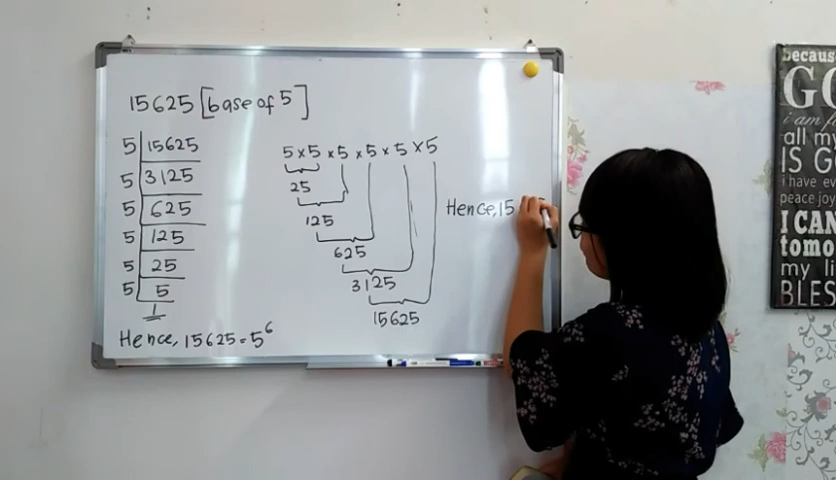 15625 [base of 5]
5 15625
5 3125
5 625
5 125
5 25
5 5
1
Hence, 15625 = 5⁶
5 × 5 × 5 × 5 × 5 × 5
25
125
625
3125
15625
Hence, 15
because
GO
i am
all my
IS G
i have ev
peace joy
I CAN
tomo
my li
BLES